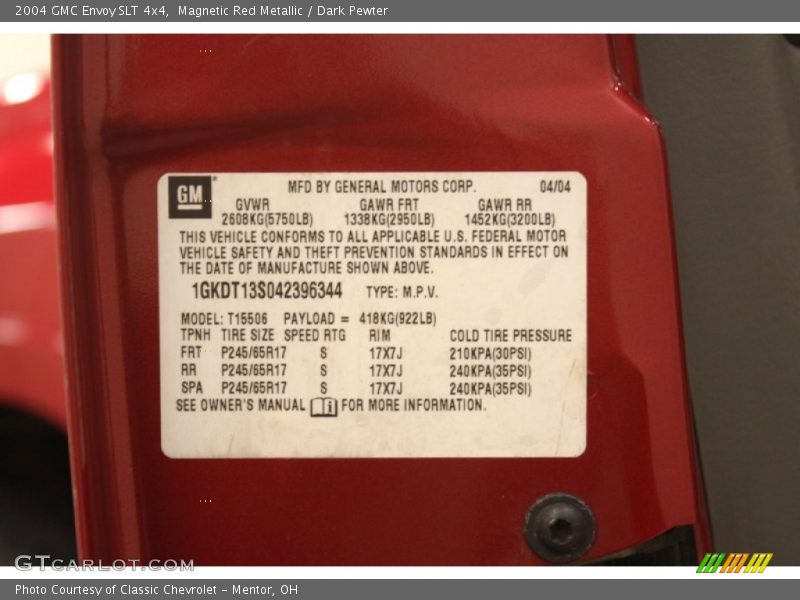 2004 GMC Envoy SLT 4x4, Magnetic Red Metallic / Dark Pewter
GM MFD BY GENERAL MOTORS CORP. 04/04
GVWR GAWR FRT GAWR RR
2608KG(5750LB) 1338KG(2950LB) 1452KG(3200LB)
THIS VEHICLE CONFORMS TO ALL APPLICABLE U.S. FEDERAL MOTOR
VEHICLE SAFETY AND THEFT PREVENTION STANDARDS IN EFFECT ON
THE DATE OF MANUFACTURE SHOWN ABOVE.
1GKDT13S042396344 TYPE: M.P.V.
MODEL: T15506 PAYLOAD = 418KG(922LB)
TPNH TIRE SIZE SPEED RTG RIM COLD TIRE PRESSURE
FRT P245/65R17 S 17X7J 210KPA(30PSI)
RR P245/65R17 S 17X7J 240KPA(35PSI)
SPA P245/65R17 S 17X7J 240KPA(35PSI)
SEE OWNER'S MANUAL FOR MORE INFORMATION.
GTCARLOT.COM
Photo Courtesy of Classic Chevrolet - Mentor, OH